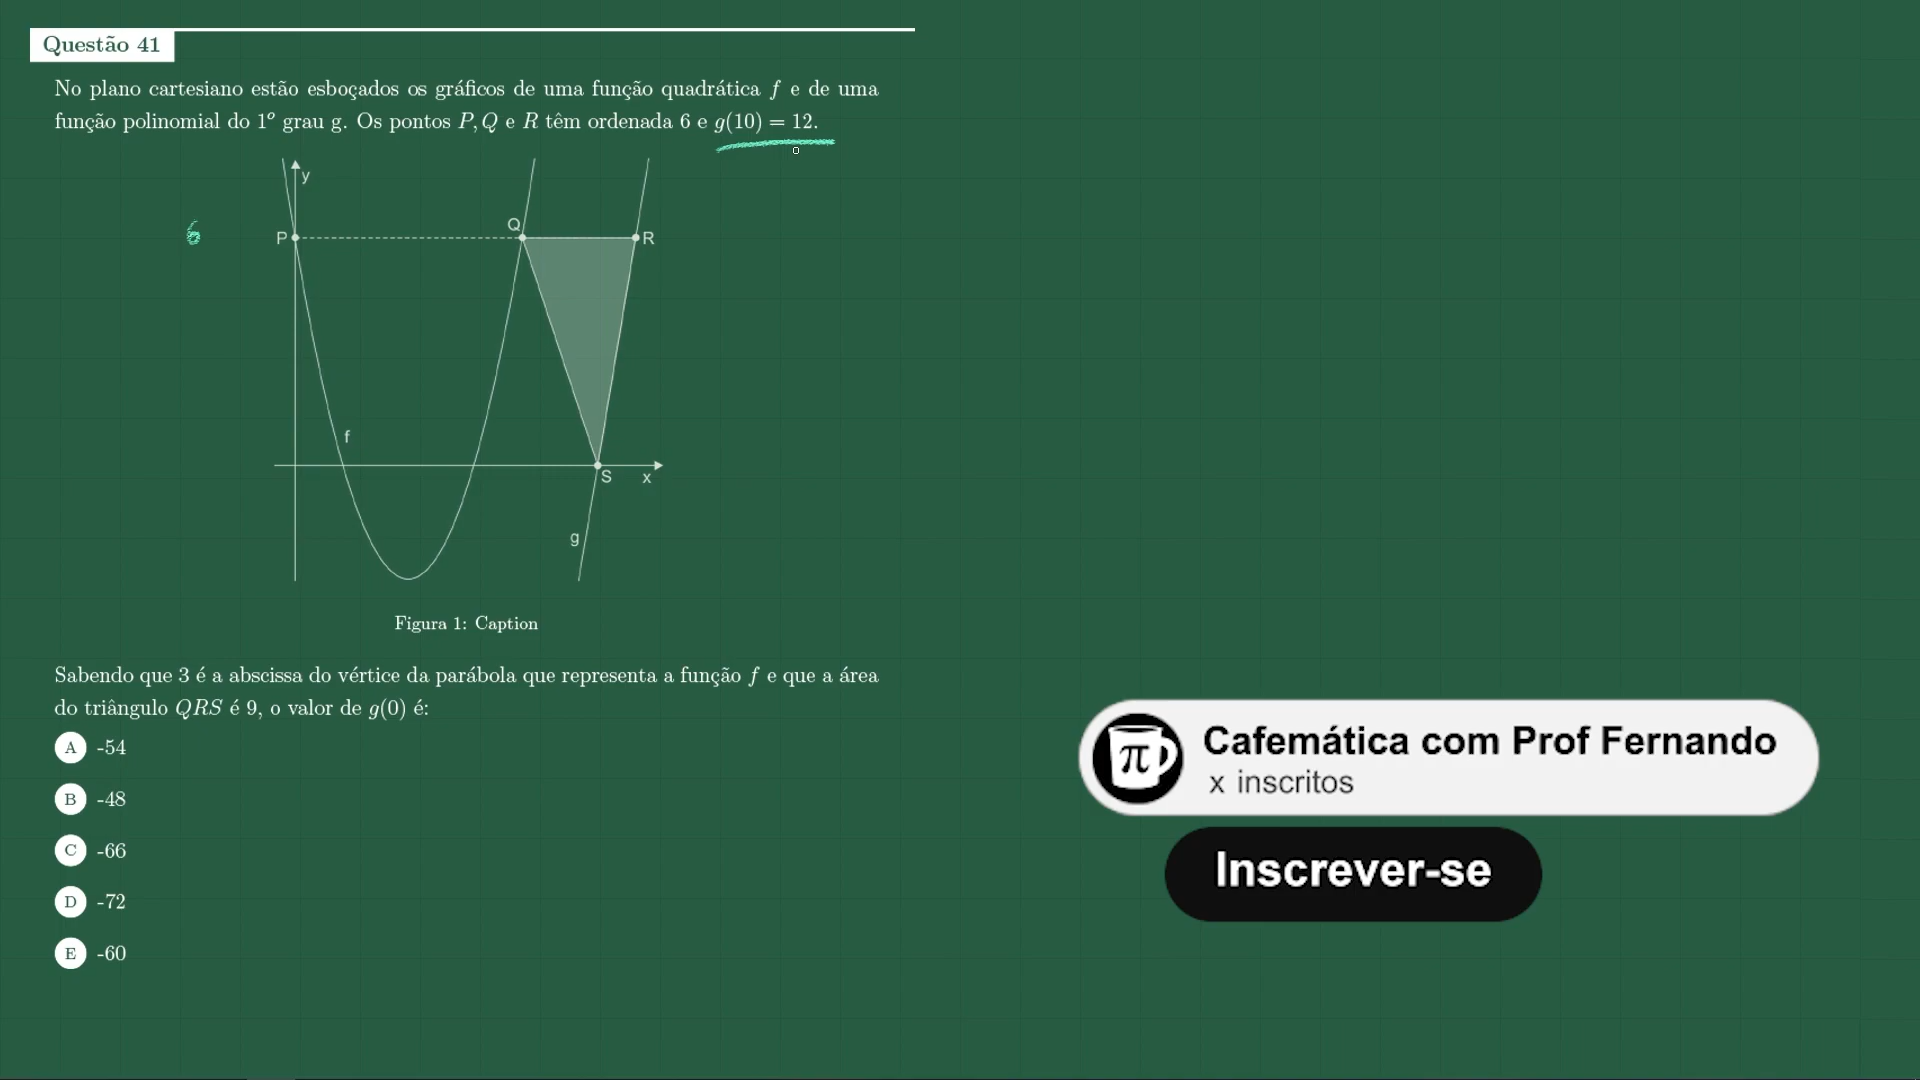 Questão 41
No plano cartesiano estão esboçados os gráficos de uma função quadrática f e de uma
função polinomial do 1º grau g. Os pontos P, Q e R têm ordenada 6 e g(10) = 12.
y
6
P
Q
R
f
S
x
g
Figura 1: Caption
Sabendo que 3 é a abscissa do vértice da parábola que representa a função f e que a área
do triângulo QRS é 9, o valor de g(0) é:
A -54
B -48
C -66
D -72
E -60
π
Cafemática com Prof Fernando
x inscritos
Inscrever-se